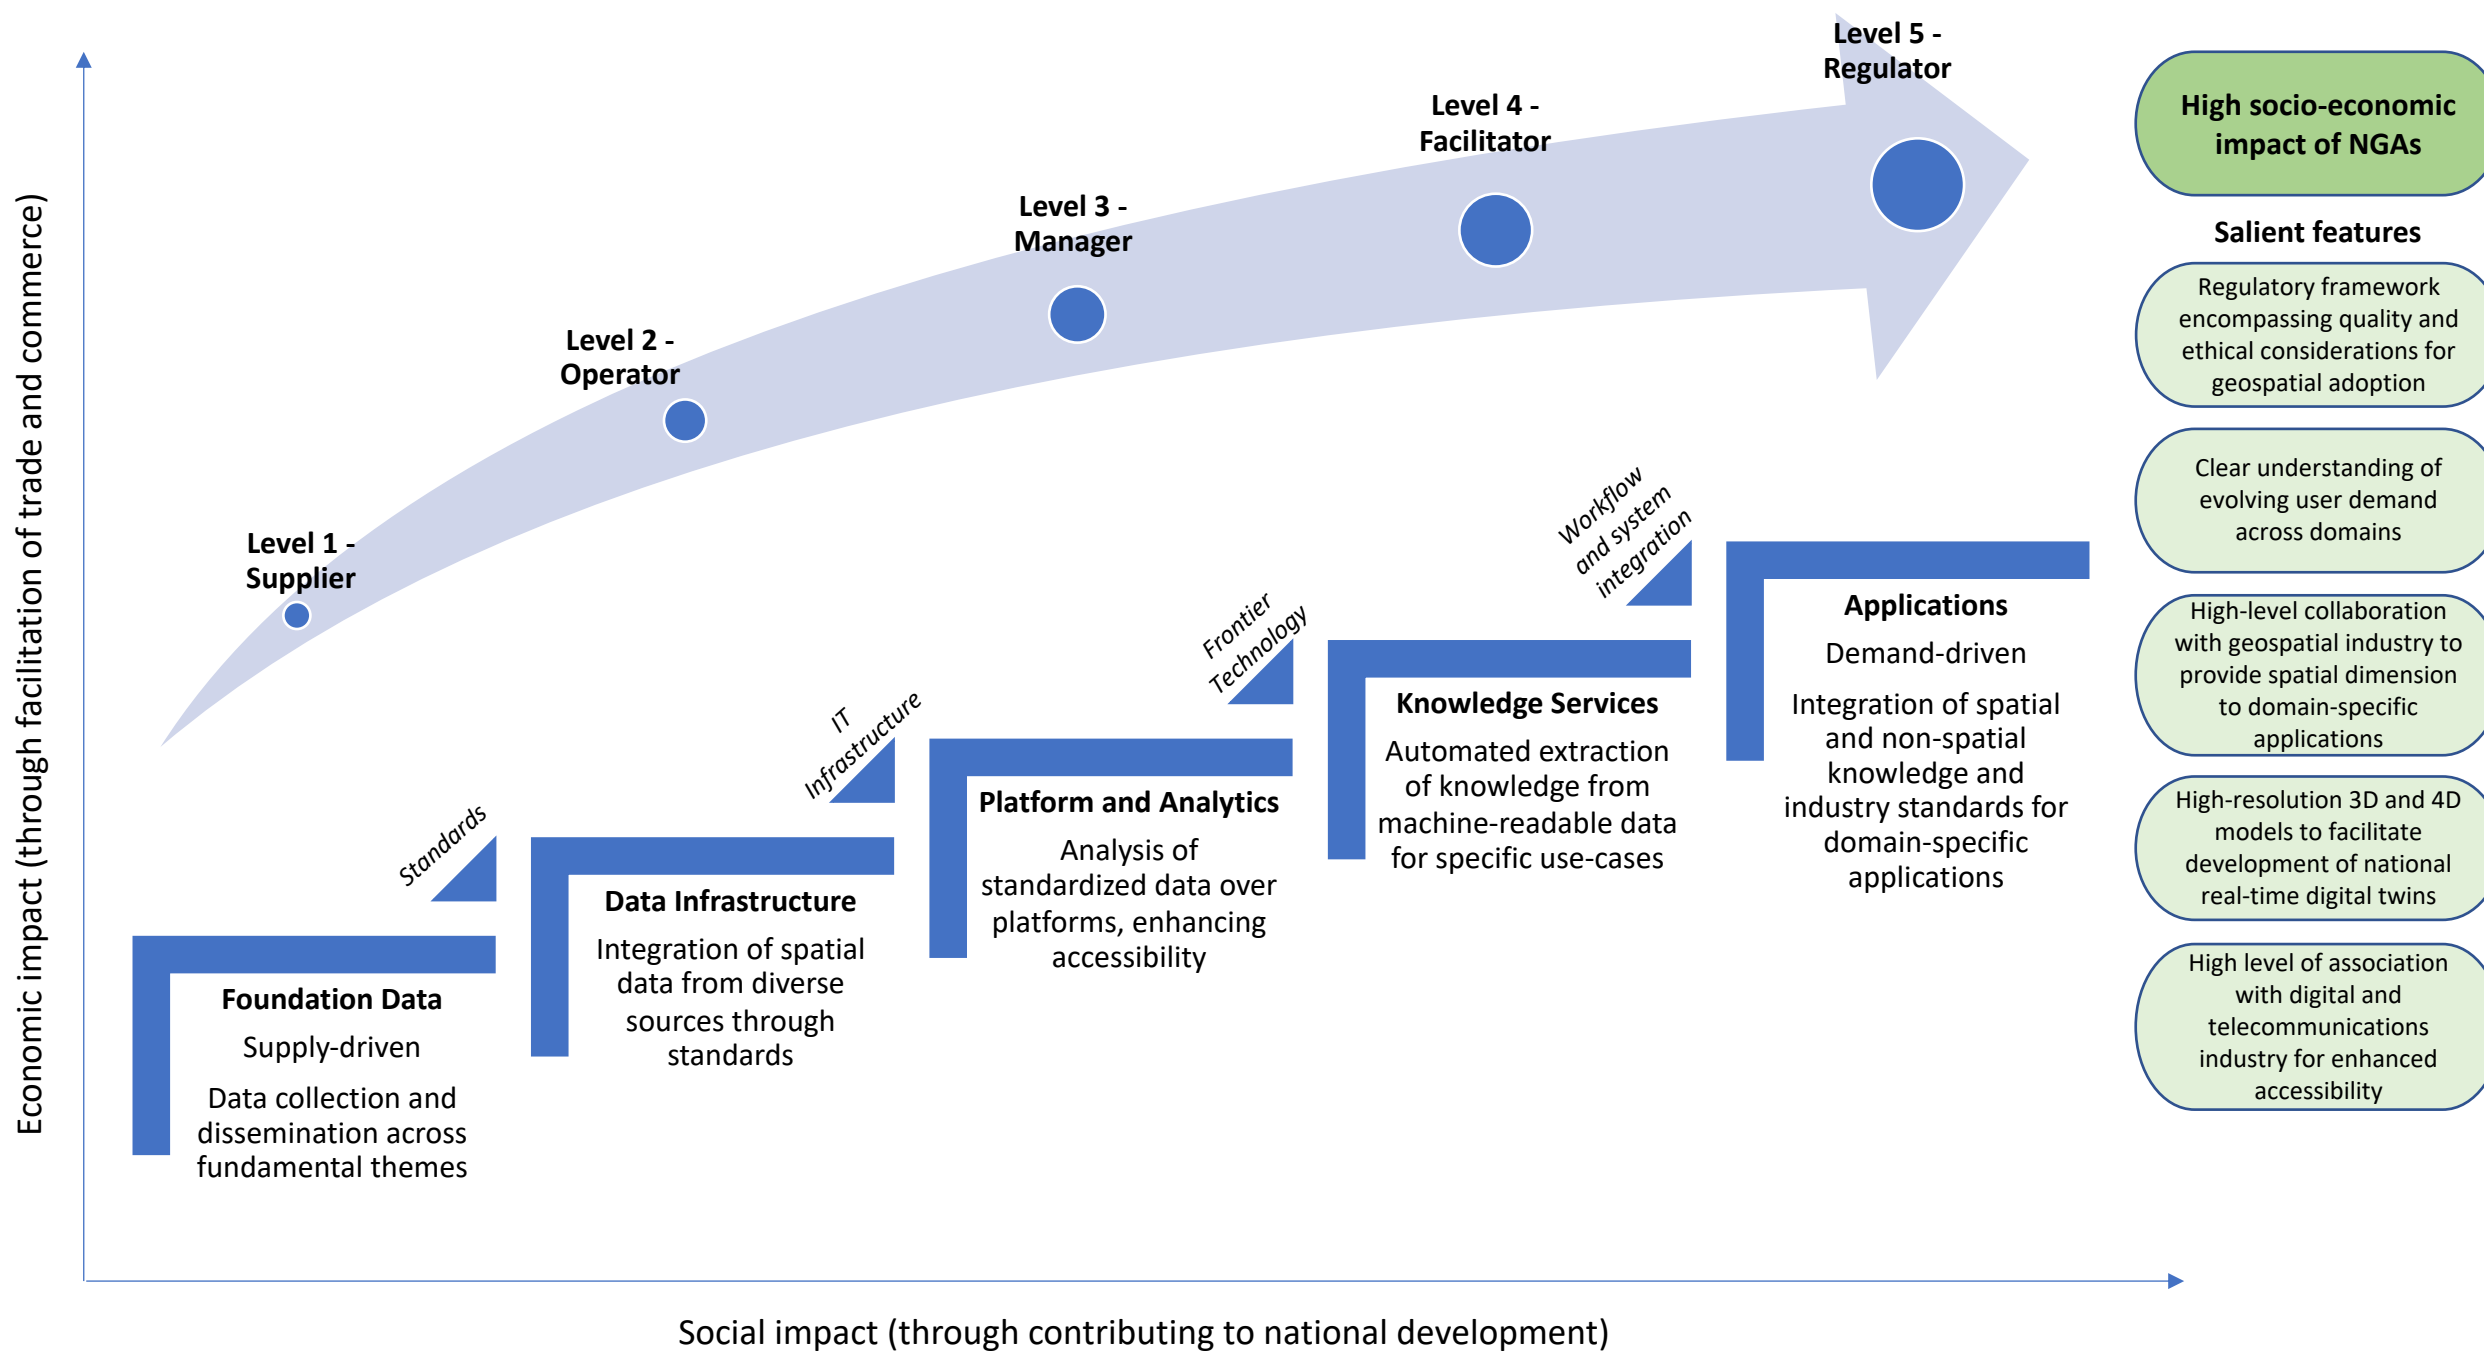 Economic impact (through facilitation of trade and commerce)
Level 1 -
Supplier
Level 2 -
Operator
Level 3 -
Manager
Level 4 -
Facilitator
Level 5 -
Regulator
Standards
IT
Infrastructure
Frontier
Technology
Workflow
and system
integration
Foundation Data
Supply-driven
Data collection and
dissemination across
fundamental themes
Data Infrastructure
Integration of spatial
data from diverse
sources through
standards
Platform and Analytics
Analysis of
standardized data over
platforms, enhancing
accessibility
Knowledge Services
Automated extraction
of knowledge from
machine-readable data
for specific use-cases
Applications
Demand-driven
Integration of spatial
and non-spatial
knowledge and
industry standards for
domain-specific
applications
High socio-economic
impact of NGAs
Salient features
Regulatory framework
encompassing quality and
ethical considerations for
geospatial adoption
Clear understanding of
evolving user demand
across domains
High-level collaboration
with geospatial industry to
provide spatial dimension
to domain-specific
applications
High-resolution 3D and 4D
models to facilitate
development of national
real-time digital twins
High level of association
with digital and
telecommunications
industry for enhanced
accessibility
Social impact (through contributing to national development)